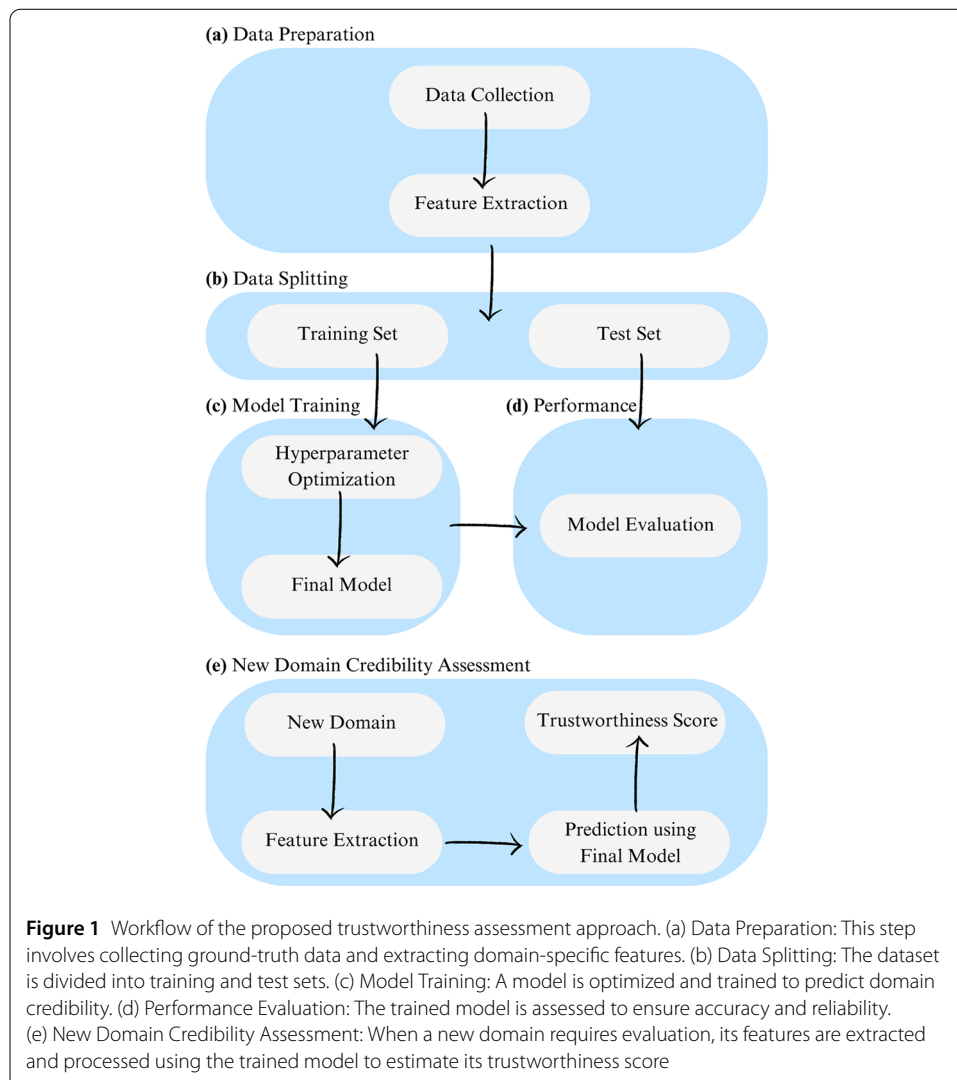 (a) Data Preparation
Data Collection
Feature Extraction
(b) Data Splitting
Training Set
Test Set
(c) Model Training
(d) Performance
Hyperparameter
Optimization
Final Model
Model Evaluation
(e) New Domain Credibility Assessment
New Domain
Trustworthiness Score
Feature Extraction
Prediction using
Final Model
Figure 1 Workflow of the proposed trustworthiness assessment approach. (a) Data Preparation: This step
involves collecting ground-truth data and extracting domain-specific features. (b) Data Splitting: The dataset
is divided into training and test sets. (c) Model Training: A model is optimized and trained to predict domain
credibility. (d) Performance Evaluation: The trained model is assessed to ensure accuracy and reliability.
(e) New Domain Credibility Assessment: When a new domain requires evaluation, its features are extracted
and processed using the trained model to estimate its trustworthiness score